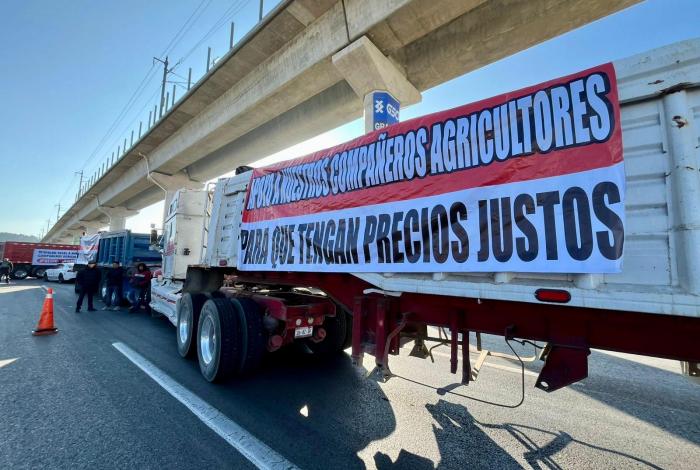 APOYO A NUESTROS COMPAÑEROS AGRICULTORES
PARA QUE TENGAN PRECIOS JUSTOS